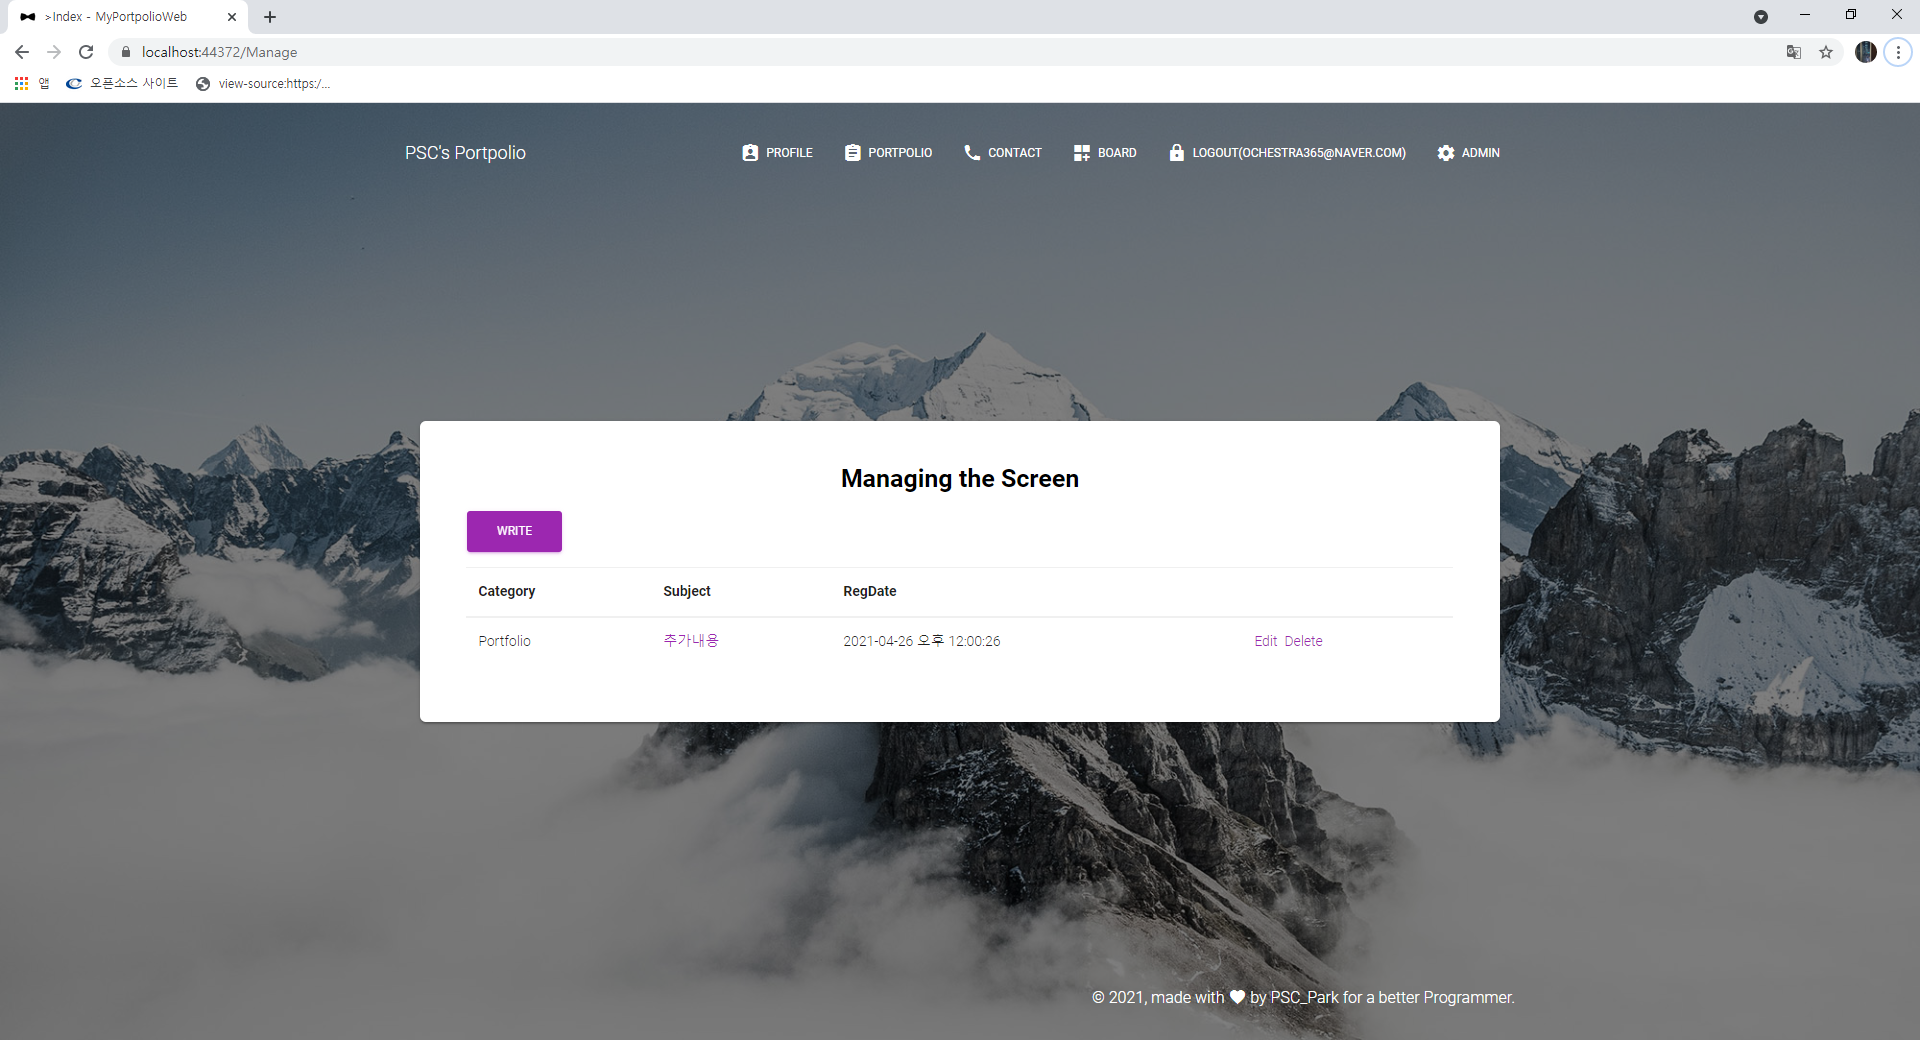 >Index - MyPortpolioWeb
localhost:44372/Manage
앱 오픈소스 사이트 view-source:https:/...
PSC's Portpolio PROFILE PORTPOLIO CONTACT BOARD LOGOUT(OCHESTRA365@NAVER.COM) ADMIN
Managing the Screen
WRITE
Category Subject RegDate
Portfolio 추가내용 2021-04-26 오후 12:00:26 Edit Delete
© 2021, made with by PSC_Park for a better Programmer.